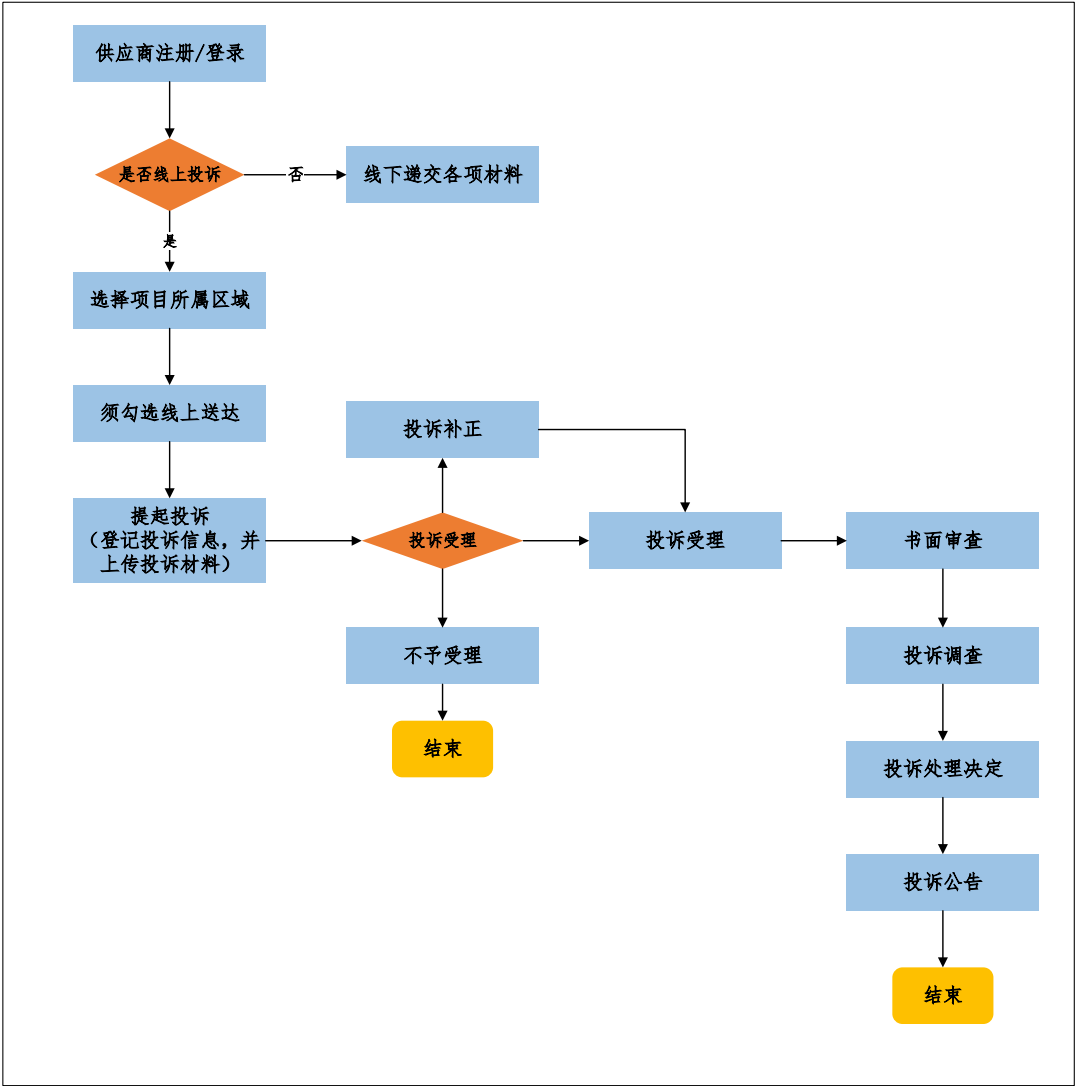 供应商注册/登录
是否线上投诉
否
线下递交各项材料
是
选择项目所属区域
须勾选线上送达
提起投诉
（登记投诉信息，并
上传投诉材料）
投诉补正
投诉受理
投诉受理
书面审查
不予受理
结束
投诉调查
投诉处理决定
投诉公告
结束